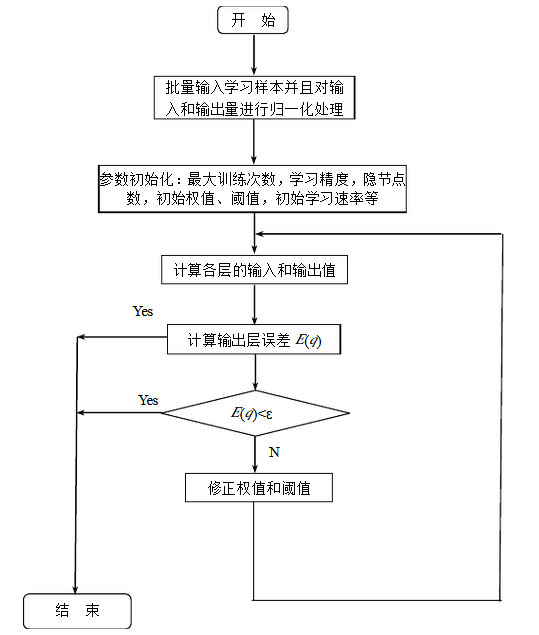 开 始
批量输入学习样本并且对输
入和输出量进行归一化处理
参数初始化：最大训练次数，学习精度，隐节点
数，初始权值、阈值，初始学习速率等
计算各层的输入和输出值
Yes
计算输出层误差 E(q)
Yes
E(q)<ε
N
修正权值和阈值
结 束